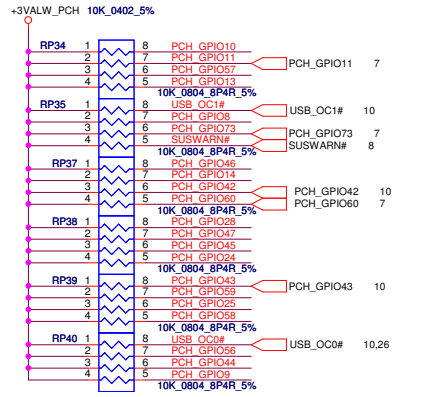 +3VALW_PCH 10K_0402_5%
RP34 1 8 PCH_GPIO10
2 7 PCH_GPIO11 PCH_GPIO11 7
3 6 PCH_GPIO57
4 5 PCH_GPIO13
10K_0804_8P4R_5%
RP35 1 8 USB_OC1# USB_OC1# 10
2 7 PCH_GPIO8
3 6 PCH_GPIO73 PCH_GPIO73 7
4 5 SUSWARN# SUSWARN# 8
10K_0804_8P4R_5%
RP37 1 8 PCH_GPIO46
2 7 PCH_GPIO14
3 6 PCH_GPIO42 PCH_GPIO42 10
4 5 PCH_GPIO60 PCH_GPIO60 7
10K_0804_8P4R_5%
RP38 1 8 PCH_GPIO28
2 7 PCH_GPIO47
3 6 PCH_GPIO45
4 5 PCH_GPIO24
10K_0804_8P4R_5%
RP39 1 8 PCH_GPIO43 PCH_GPIO43 10
2 7 PCH_GPIO59
3 6 PCH_GPIO25
4 5 PCH_GPIO58
10K_0804_8P4R_5%
RP40 1 8 USB_OC0# USB_OC0# 10,26
2 7 PCH_GPIO56
3 6 PCH_GPIO44
4 5 PCH_GPIO9
10K_0804_8P4R_5%